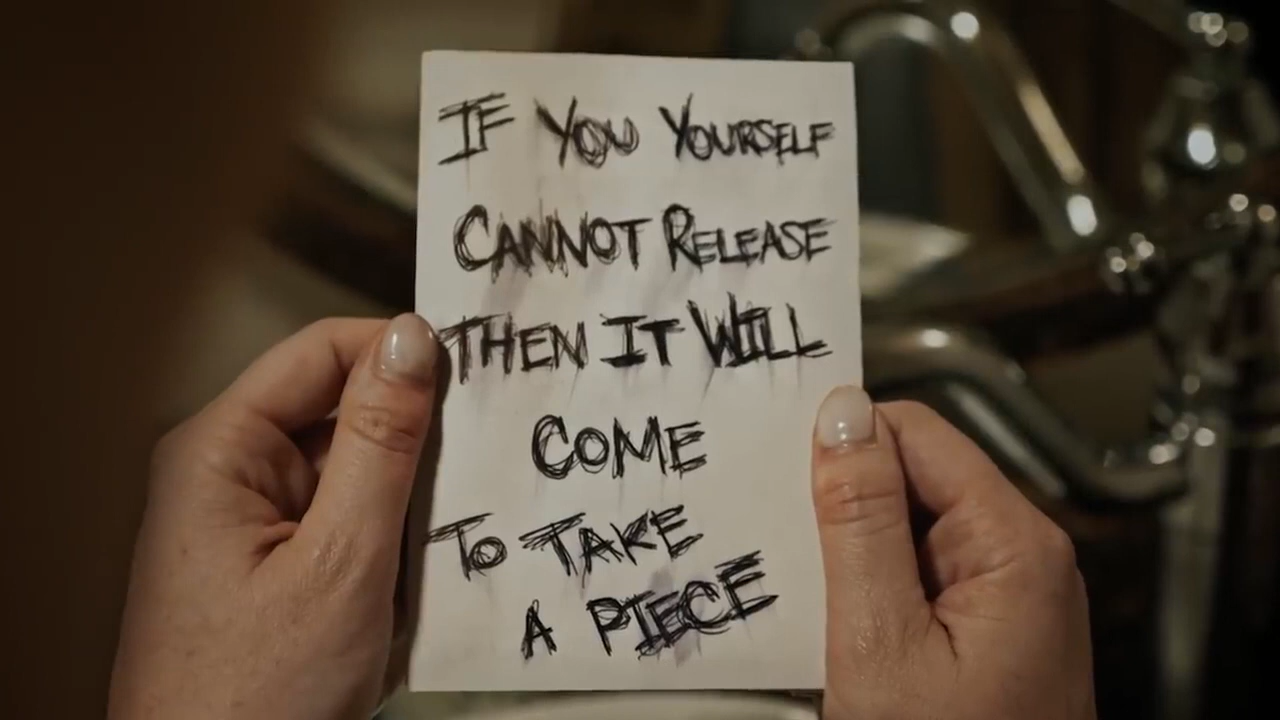 IF YOU YOURSELF
CANNOT RELEASE
THEN IT WILL
COME
TO TAKE
A PIECE